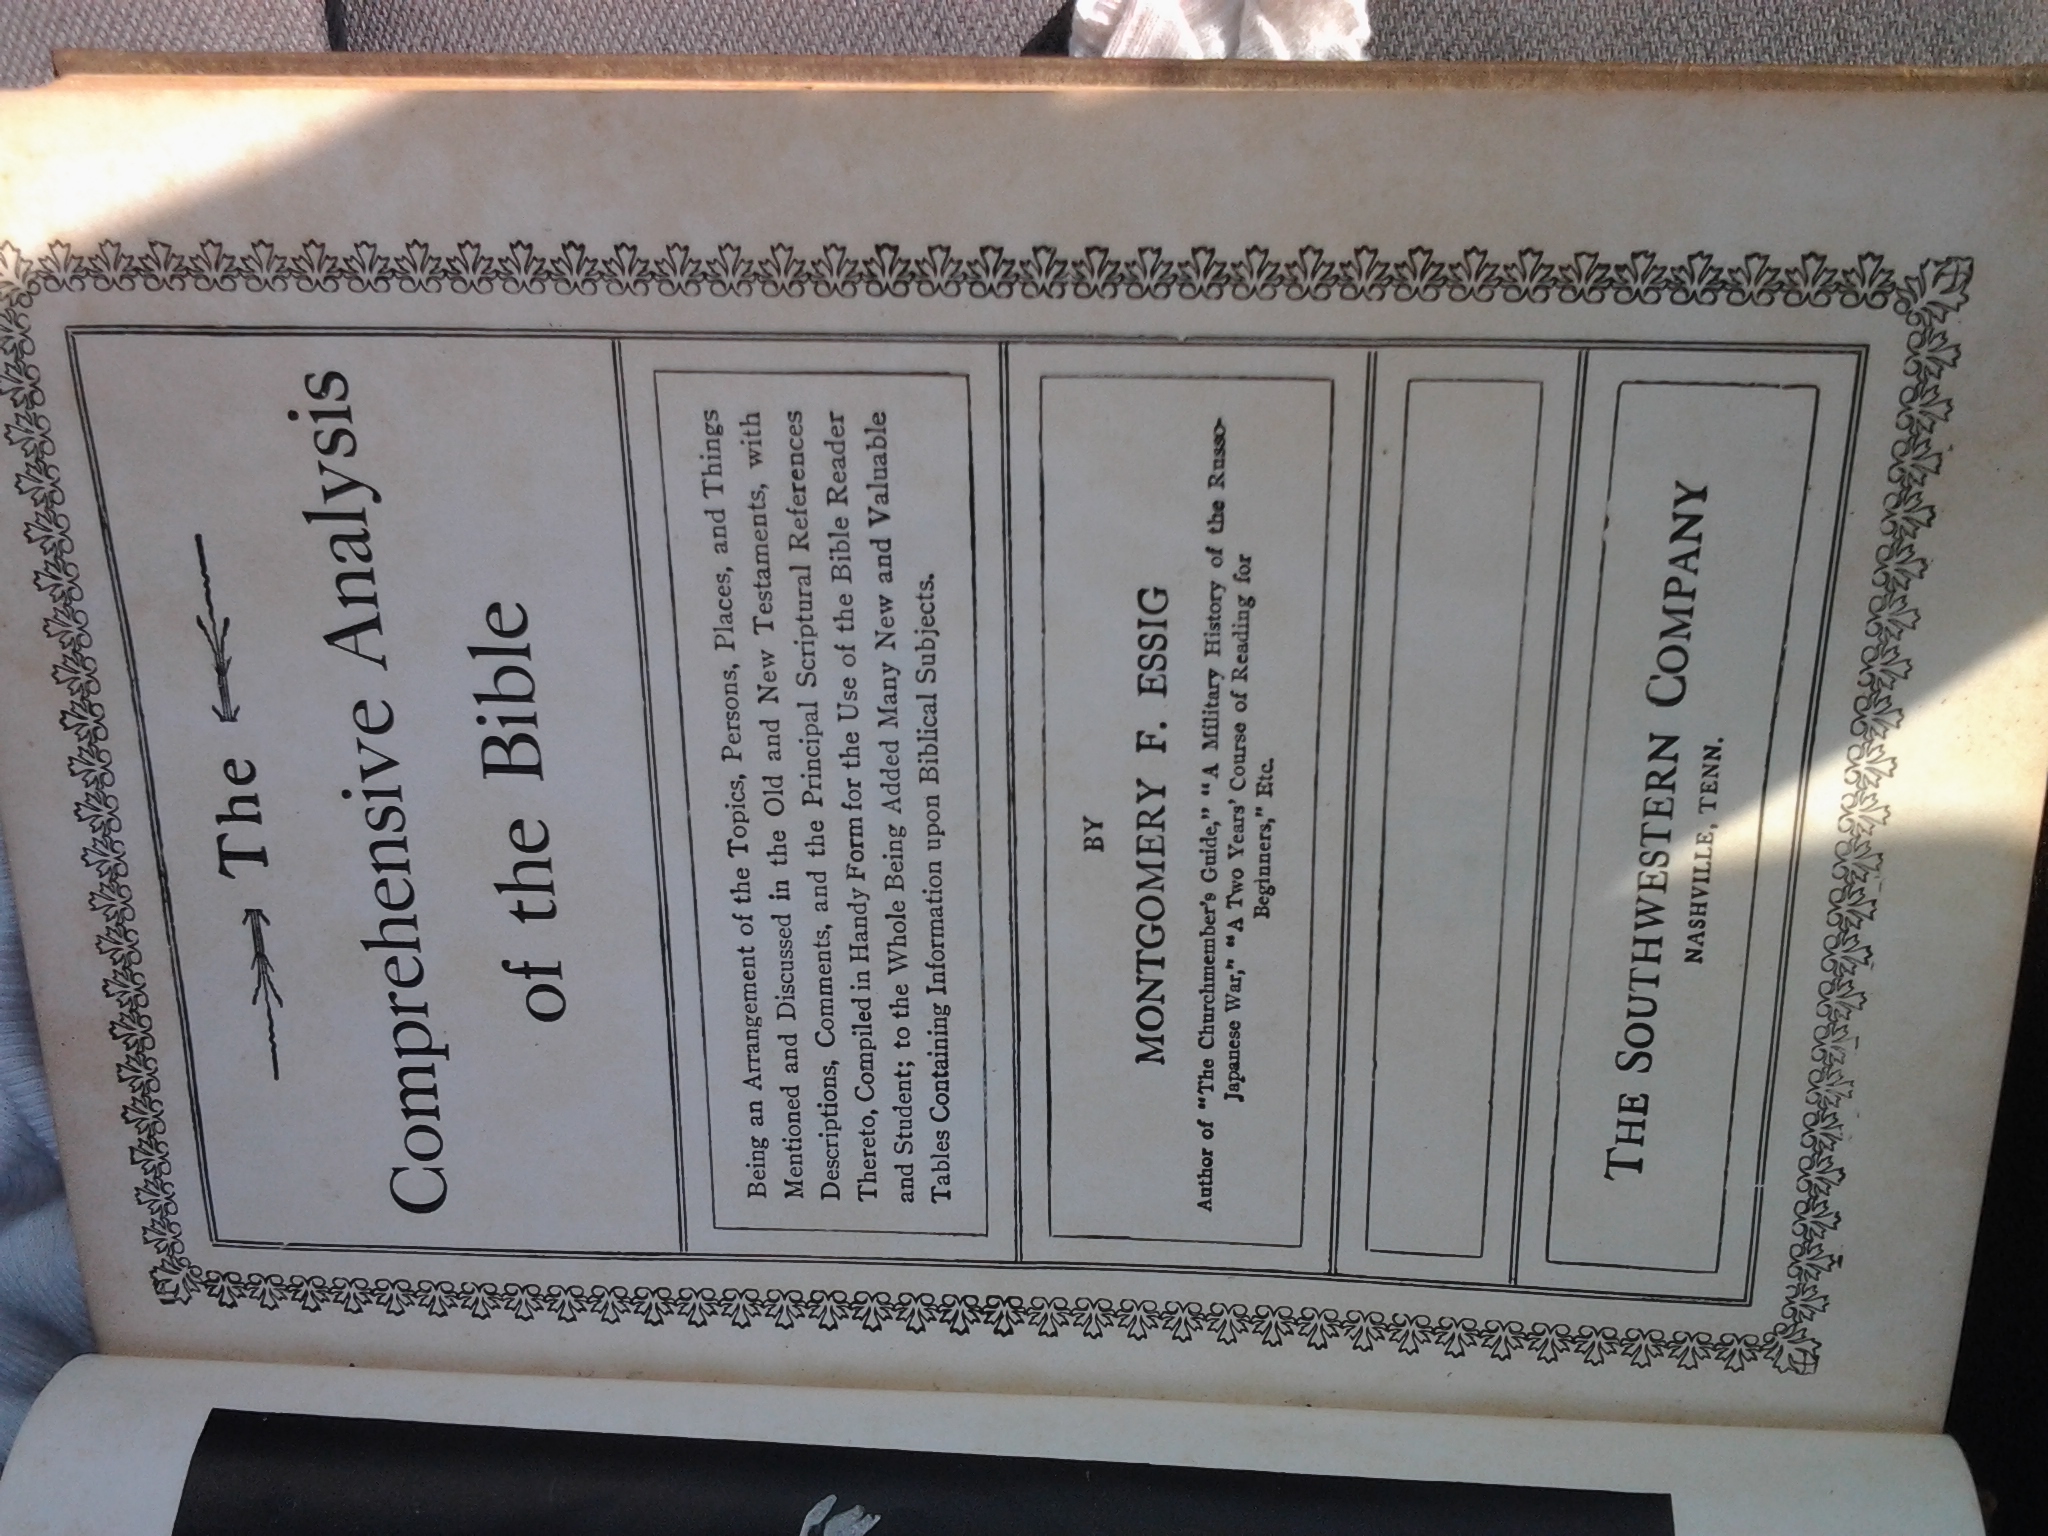 The
Comprehensive Analysis
of the Bible
Being an Arrangement of the Topics, Persons, Places, and Things
Mentioned and Discussed in the Old and New Testaments, with
Descriptions, Comments, and the Principal Scriptural References
Thereto, Compiled in Handy Form for the Use of the Bible Reader
and Student; to the Whole Being Added Many New and Valuable
Tables Containing Information upon Biblical Subjects.
BY
MONTGOMERY F. ESSIG
Author of "The Churchmember's Guide," "A Military History of the Russo-
Japanese War," "A Two Years' Course of Reading for
Beginners," Etc.
THE SOUTHWESTERN COMPANY
NASHVILLE, TENN.